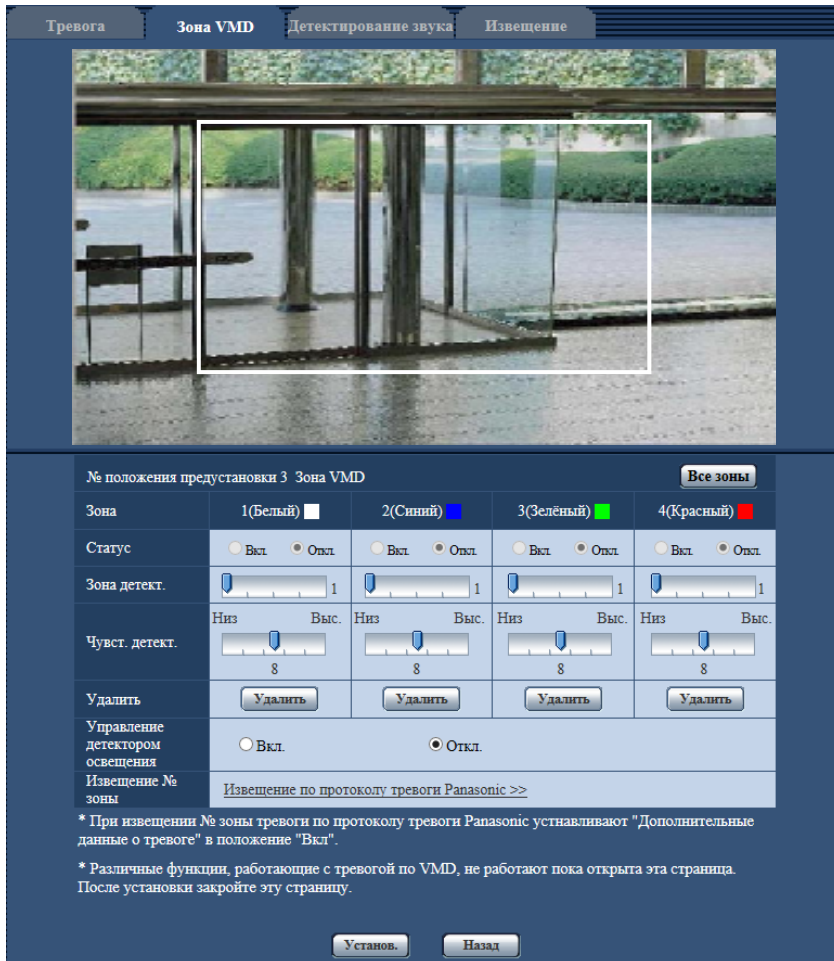 Тревога Зона VMD Детектирование звука Извещение
№ положения предустановки 3 Зона VMD Все зоны
Зона 1(Белый) 2(Синий) 3(Зелёный) 4(Красный)
Статус Вкл. Откл. Вкл. Откл. Вкл. Откл. Вкл. Откл.
Зона детект. 1 1 1 1
Низ Выс. Низ Выс. Низ Выс. Низ Выс.
Чувст. детект.
8 8 8 8
Удалить Удалить Удалить Удалить Удалить
Управление
детектором
освещения
Вкл. Откл.
Извещение №
зоны
Извещение по протоколу тревоги Panasonic >>
* При извещении № зоны тревоги по протоколу тревоги Panasonic устнавливают "Дополнительные
данные о тревоге" в положение "Вкл".
* Различные функции, работающие с тревогой по VMD, не работают пока открыта эта страница.
После установки закройте эту страницу.
Установ. Назад